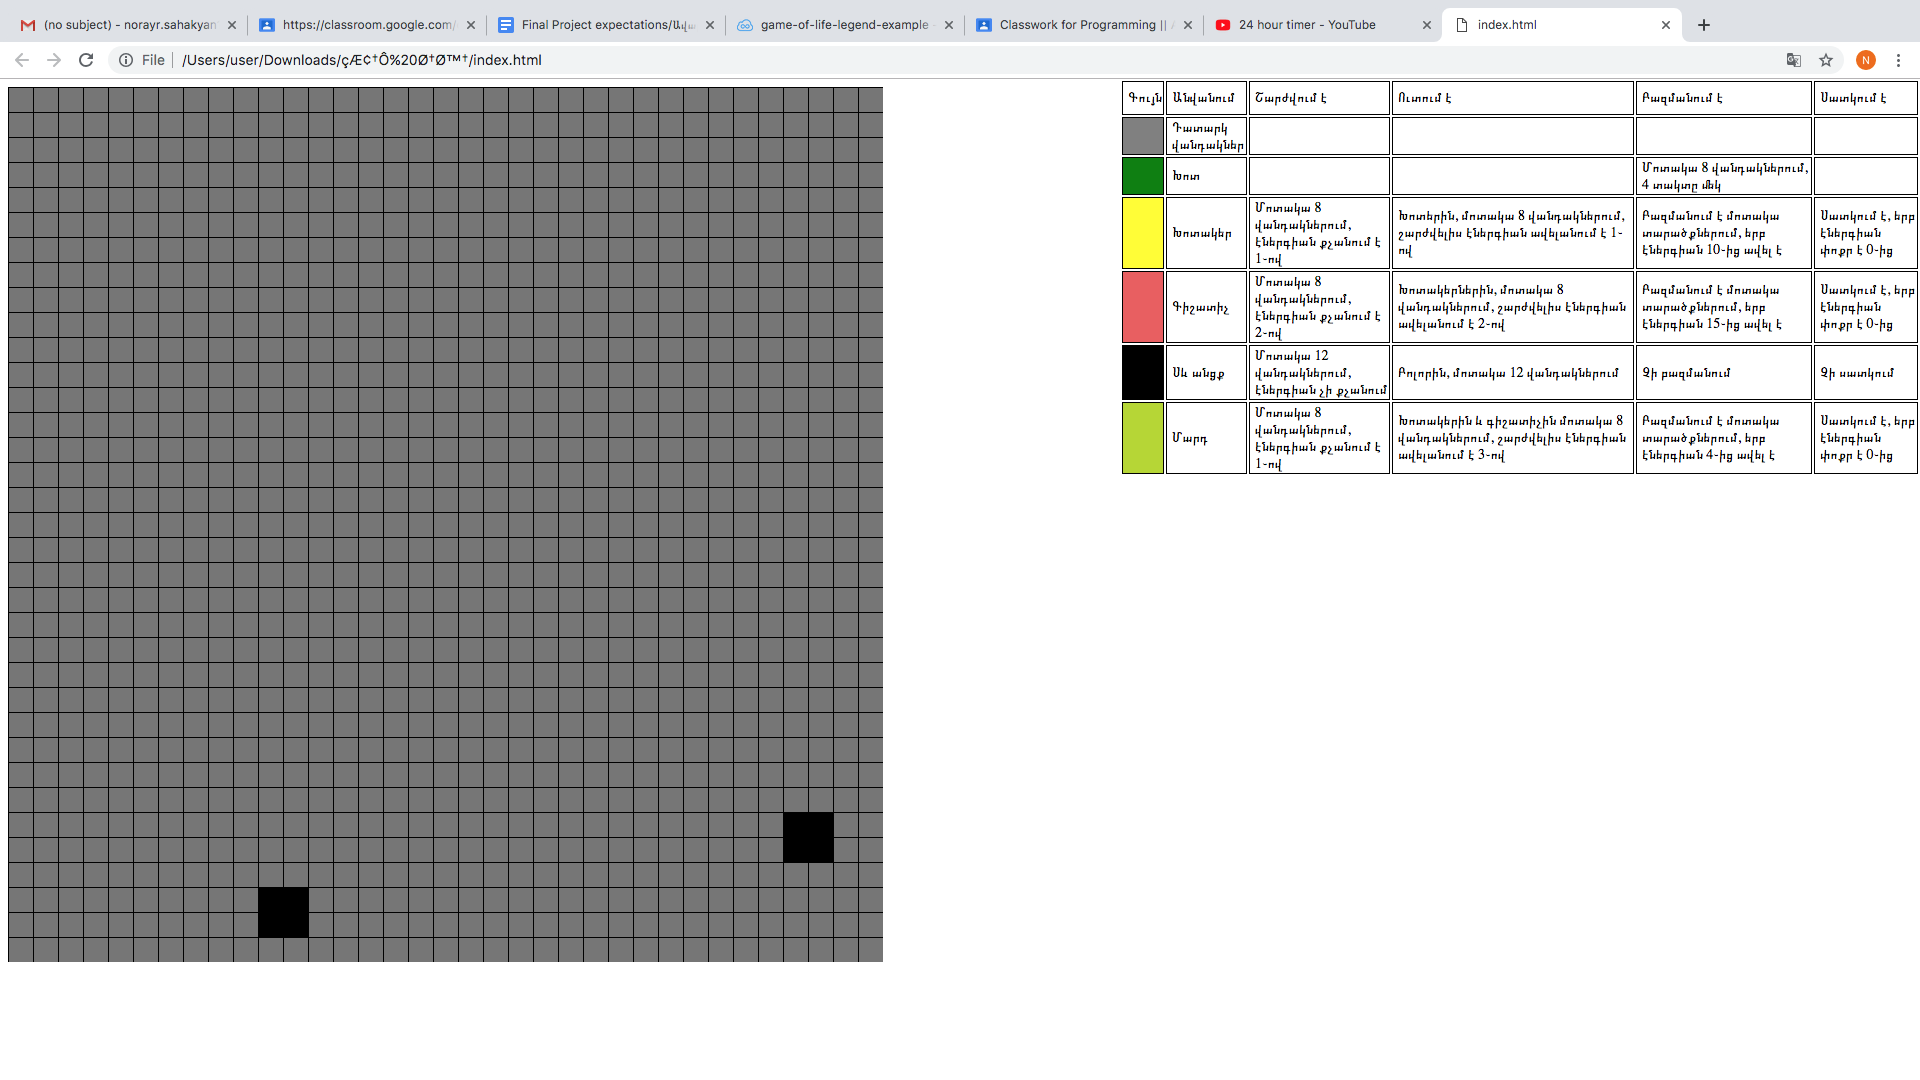 (no subject) - norayr.sahakyan
https://classroom.google.com/
Final Project expectations/Ավա
game-of-life-legend-example
Classwork for Programming || A
24 hour timer - YouTube
index.html
File
/Users/user/Downloads/çÆ¢†Ô%20Ø†Ø™†/index.html
N
Գույն
Անվանում
Շարժվում է
Ուտում է
Բազմանում է
Սատկում է
Դատարկ
վանդակներ
Խոտ
Մոտակա 8 վանդակներում,
4 տակտը մեկ
Խոտակեր
Մոտակա 8
վանդակներում,
էներգիան քչանում է
1-ով
Խոտերին, մոտակա 8 վանդակներում,
շարժվելիս էներգիան ավելանում է 1-
ով
Բազմանում է մոտակա
տարածքներում, երբ
էներգիան 10-ից ավել է
Սատկում է, երբ
էներգիան
փոքր է 0-ից
Գիշատիչ
Մոտակա 8
վանդակներում,
էներգիան քչանում է
2-ով
Խոտակերներին, մոտակա 8
վանդակներում, շարժվելիս էներգիան
ավելանում է 2-ով
Բազմանում է մոտակա
տարածքներում, երբ
էներգիան 15-ից ավել է
Սատկում է, երբ
էներգիան
փոքր է 0-ից
Սև անցք
Մոտակա 12
վանդակներում,
էներգիան չի քչանում
Բոլորին, մոտակա 12 վանդակներում
Չի բազմանում
Չի սատկում
Մարդ
Մոտակա 8
վանդակներում,
էներգիան քչանում է
1-ով
Խոտակերին և գիշատիչին մոտակա 8
վանդակներում, շարժվելիս էներգիան
ավելանում է 3-ով
Բազմանում է մոտակա
տարածքներում, երբ
էներգիան 4-ից ավել է
Սատկում է, երբ
էներգիան
փոքր է 0-ից